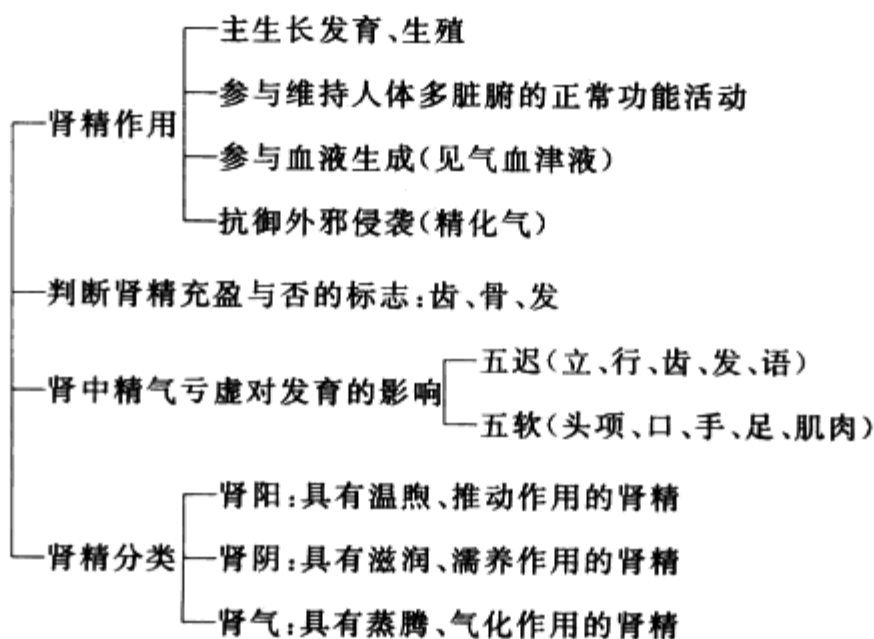 主生长发育、生殖
参与维持人体多脏腑的正常功能活动
肾精作用
参与血液生成(见气血津液)
抗御外邪侵袭(精化气)
判断肾精充盈与否的标志:齿、骨、发
五迟(立、行、齿、发、语)
肾中精气亏虚对发育的影响
五软(头项、口、手、足、肌肉)
肾阳:具有温煦、推动作用的肾精
肾精分类
肾阴:具有滋润、濡养作用的肾精
肾气:具有蒸腾、气化作用的肾精